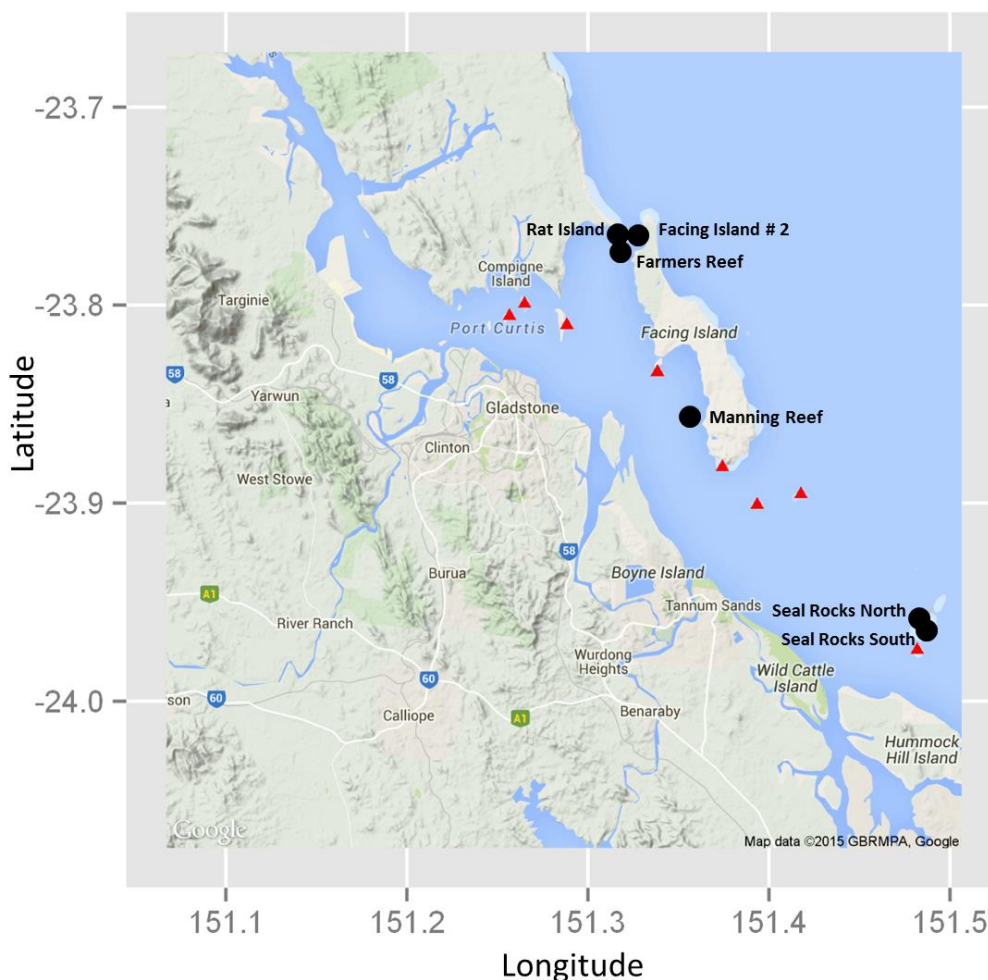 -23.7
-23.8
-23.9
-24.0
Latitude
Rat Island
Facing Island # 2
Farmers Reef
Compigne
Island
Targinie
Port Curtis
Facing Island
58
58
Yarwun
Gladstone
Manning Reef
Clinton
West Stowe
58
Burua
Boyne Island
A1
Tannum Sands
Seal Rocks North
River Ranch
Seal Rocks South
Wurdong
Heights
Wild Cattle
Island
60
60
son
Calliope
A1
Benaraby
Hummock
Hill Island
Google
Map data ©2015 GBRMPA, Google
151.1
151.2
151.3
151.4
151.5
Longitude